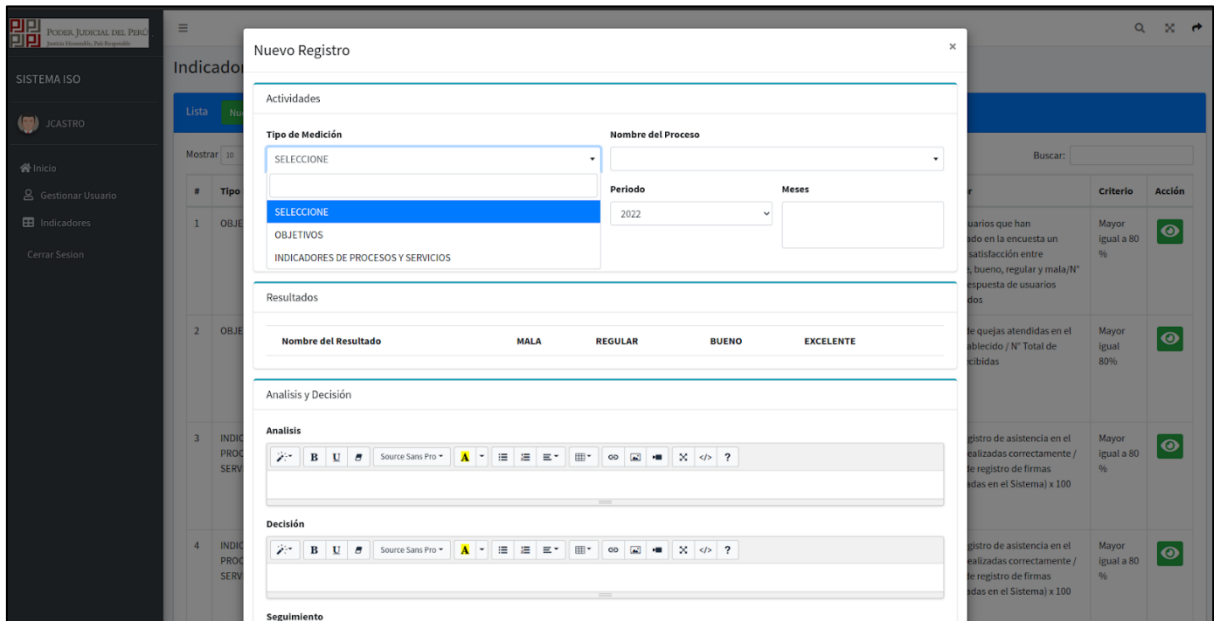 PODER JUDICIAL DEL PERÚ
Justicia Honorable, País Respetable
SISTEMA ISO
JCASTRO
Inicio
Gestionar Usuario
Indicadores
Cerrar Sesion
Indicado
Lista
Nu
Mostrar 10
Buscar:
# Tipo
Criterio Acción
1 OBJE
uarios que han
do en la encuesta un
satisfacción entre
, bueno, regular y mala/N°
espuesta de usuarios
dos
Mayor
igual a 80
%
2 OBJE
de quejas atendidas en el
ablecido / N° Total de
cibidas
Mayor
igual
80%
3 INDIC
PROC
SERV
gistro de asistencia en el
ealizadas correctamente /
de registro de firmas
adas en el Sistema) x 100
Mayor
igual a 80
%
4 INDIC
PROC
SERV
gistro de asistencia en el
ealizadas correctamente /
de registro de firmas
adas en el Sistema) x 100
Mayor
igual a 80
%
Nuevo Registro ×
Actividades
Tipo de Medición
SELECCIONE
SELECCIONE
OBJETIVOS
INDICADORES DE PROCESOS Y SERVICIOS
Nombre del Proceso
Periodo Meses
2022
Resultados
Nombre del Resultado MALA REGULAR BUENO EXCELENTE
Analisis y Decisión
Analisis
B U Source Sans Pro A </> ?
Decisión
B U Source Sans Pro A </> ?
Seguimiento